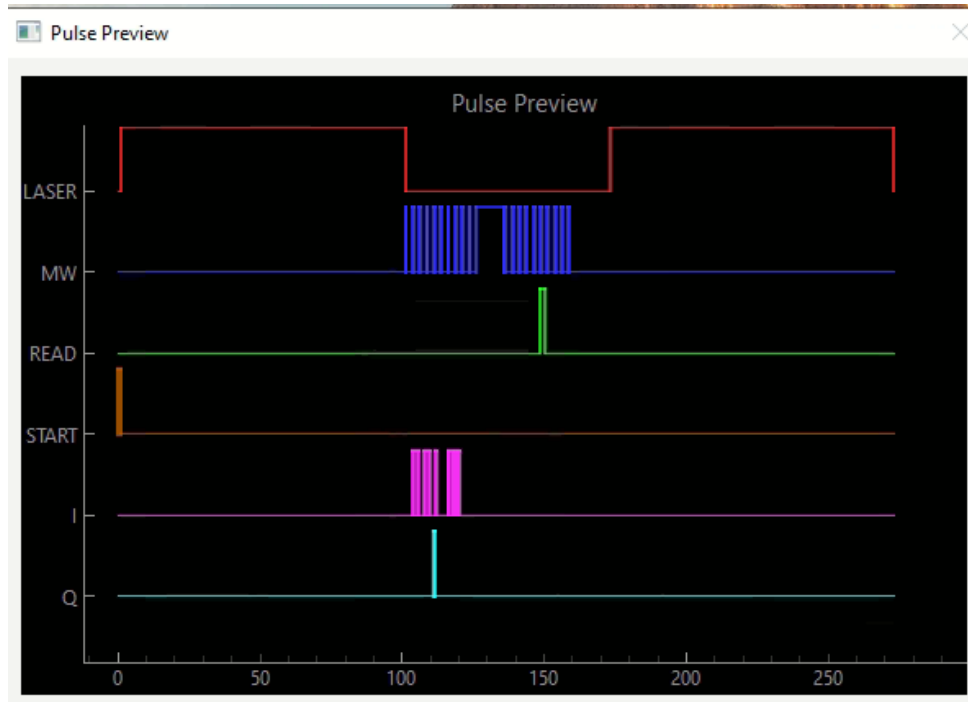 Pulse Preview
Pulse Preview
LASER
MW
READ
START
I
Q
0 50 100 150 200 250